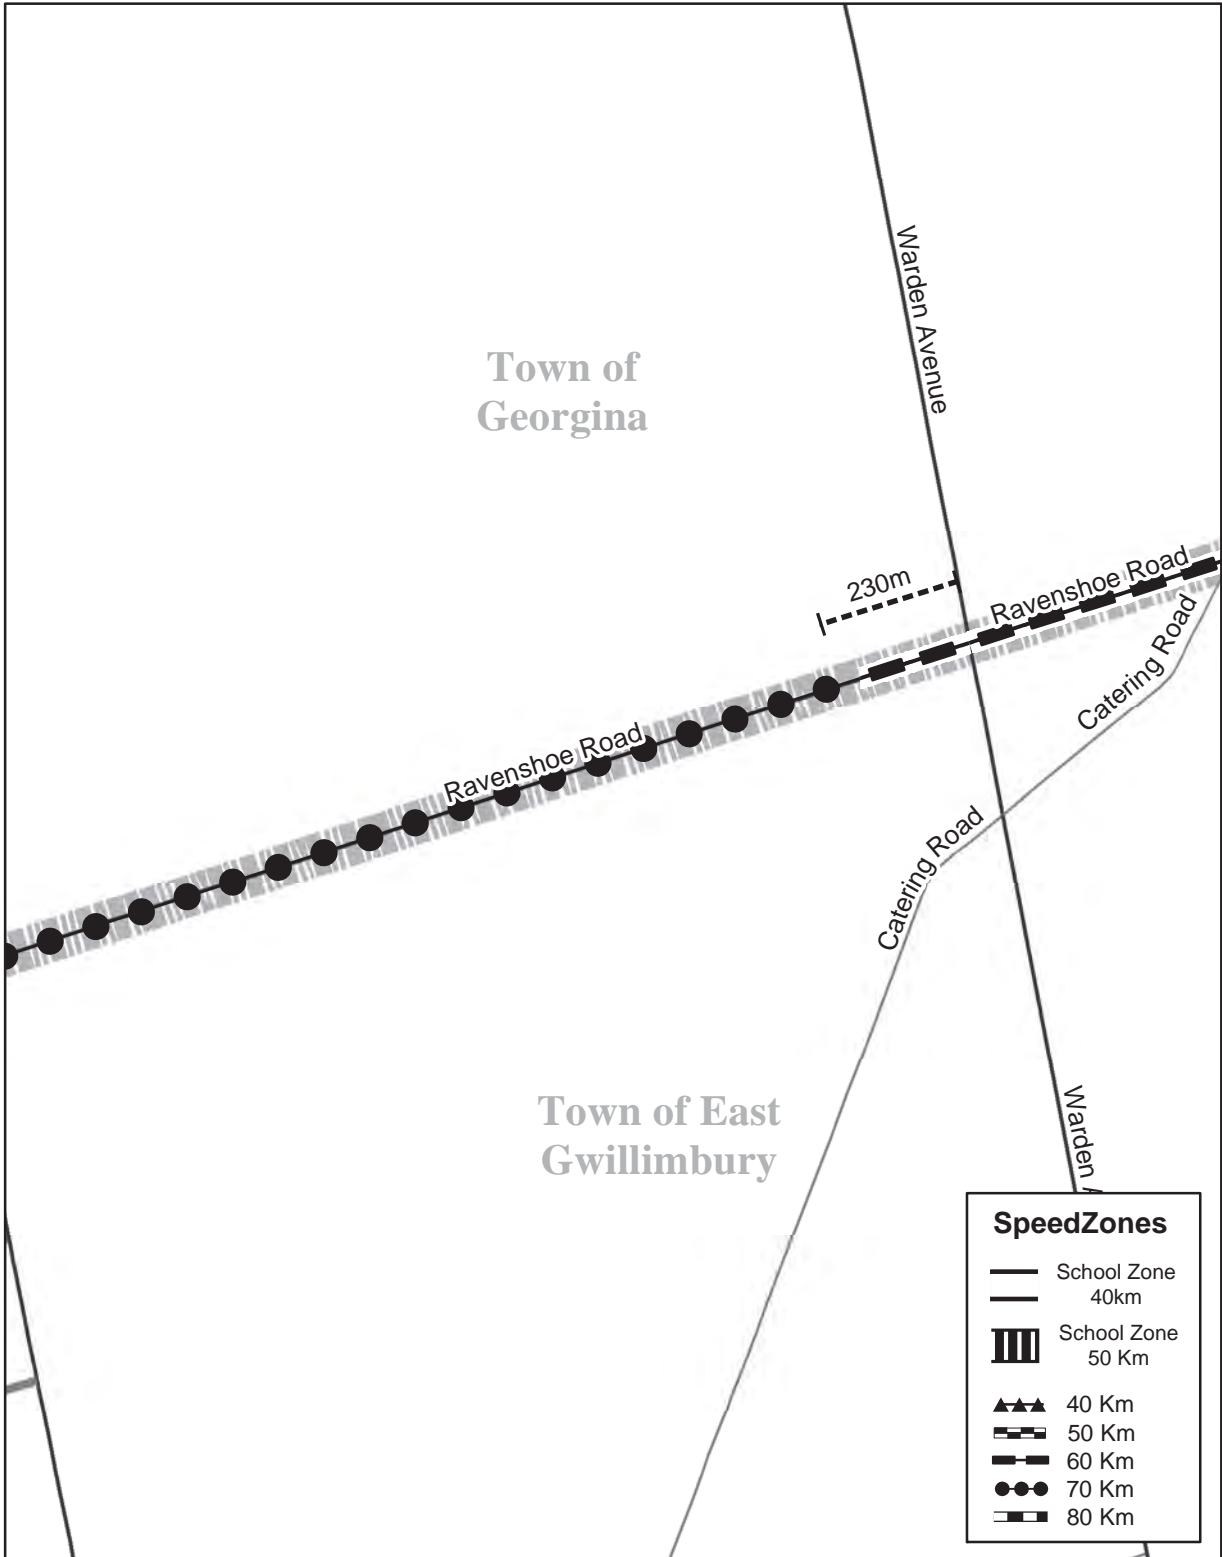 Warden Avenue
Town of
Georgina
230m
Ravenshoe Road
Catering Road
Ravenshoe Road
Catering Road
Town of East
Gwillimbury
Warden A
SpeedZones
School Zone
40km
School Zone
50 Km
40 Km
50 Km
60 Km
70 Km
80 Km